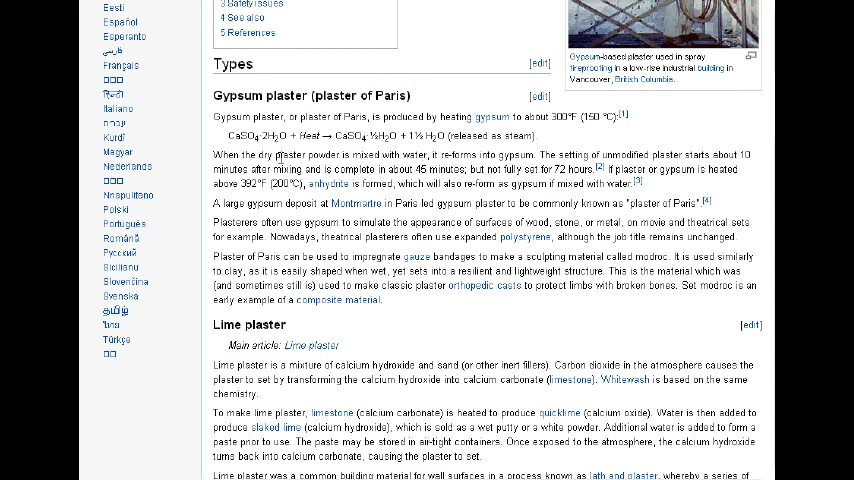 Eesti
Español
Esperanto
فارسی
Français
हिन्दी
Italiano
עברית
Kurdî
Magyar
Nederlands
Nnapulitano
Polski
Português
Română
Русский
Sicilianu
Slovenčina
Svenska
தமிழ்
ไทย
Türkçe
3 Safety issues
4 See also
5 References
Gypsum-based plaster used in spray
fireproofing in a low-rise industrial building in
Vancouver, British Columbia.
Types [edit]
Gypsum plaster (plaster of Paris) [edit]
Gypsum plaster, or plaster of Paris, is produced by heating gypsum to about 300°F (150 °C):[1]
CaSO4·2H2O + Heat → CaSO4·½H2O + 1½ H2O (released as steam).
When the dry plaster powder is mixed with water, it re-forms into gypsum. The setting of unmodified plaster starts about 10
minutes after mixing and is complete in about 45 minutes; but not fully set for 72 hours.[2] If plaster or gypsum is heated
above 392°F (200°C), anhydrite is formed, which will also re-form as gypsum if mixed with water.[3]
A large gypsum deposit at Montmartre in Paris led gypsum plaster to be commonly known as "plaster of Paris".[4]
Plasterers often use gypsum to simulate the appearance of surfaces of wood, stone, or metal, on movie and theatrical sets
for example. Nowadays, theatrical plasterers often use expanded polystyrene, although the job title remains unchanged.
Plaster of Paris can be used to impregnate gauze bandages to make a sculpting material called modroc. It is used similarly
to clay, as it is easily shaped when wet, yet sets into a resilient and lightweight structure. This is the material which was
(and sometimes still is) used to make classic plaster orthopedic casts to protect limbs with broken bones. Set modroc is an
early example of a composite material.
Lime plaster [edit]
Main article: Lime plaster
Lime plaster is a mixture of calcium hydroxide and sand (or other inert fillers). Carbon dioxide in the atmosphere causes the
plaster to set by transforming the calcium hydroxide into calcium carbonate (limestone). Whitewash is based on the same
chemistry.
To make lime plaster, limestone (calcium carbonate) is heated to produce quicklime (calcium oxide). Water is then added to
produce slaked lime (calcium hydroxide), which is sold as a wet putty or a white powder. Additional water is added to form a
paste prior to use. The paste may be stored in air-tight containers. Once exposed to the atmosphere, the calcium hydroxide
turns back into calcium carbonate, causing the plaster to set.
Lime plaster was a common building material for wall surfaces in a process known as lath and plaster, whereby a series of